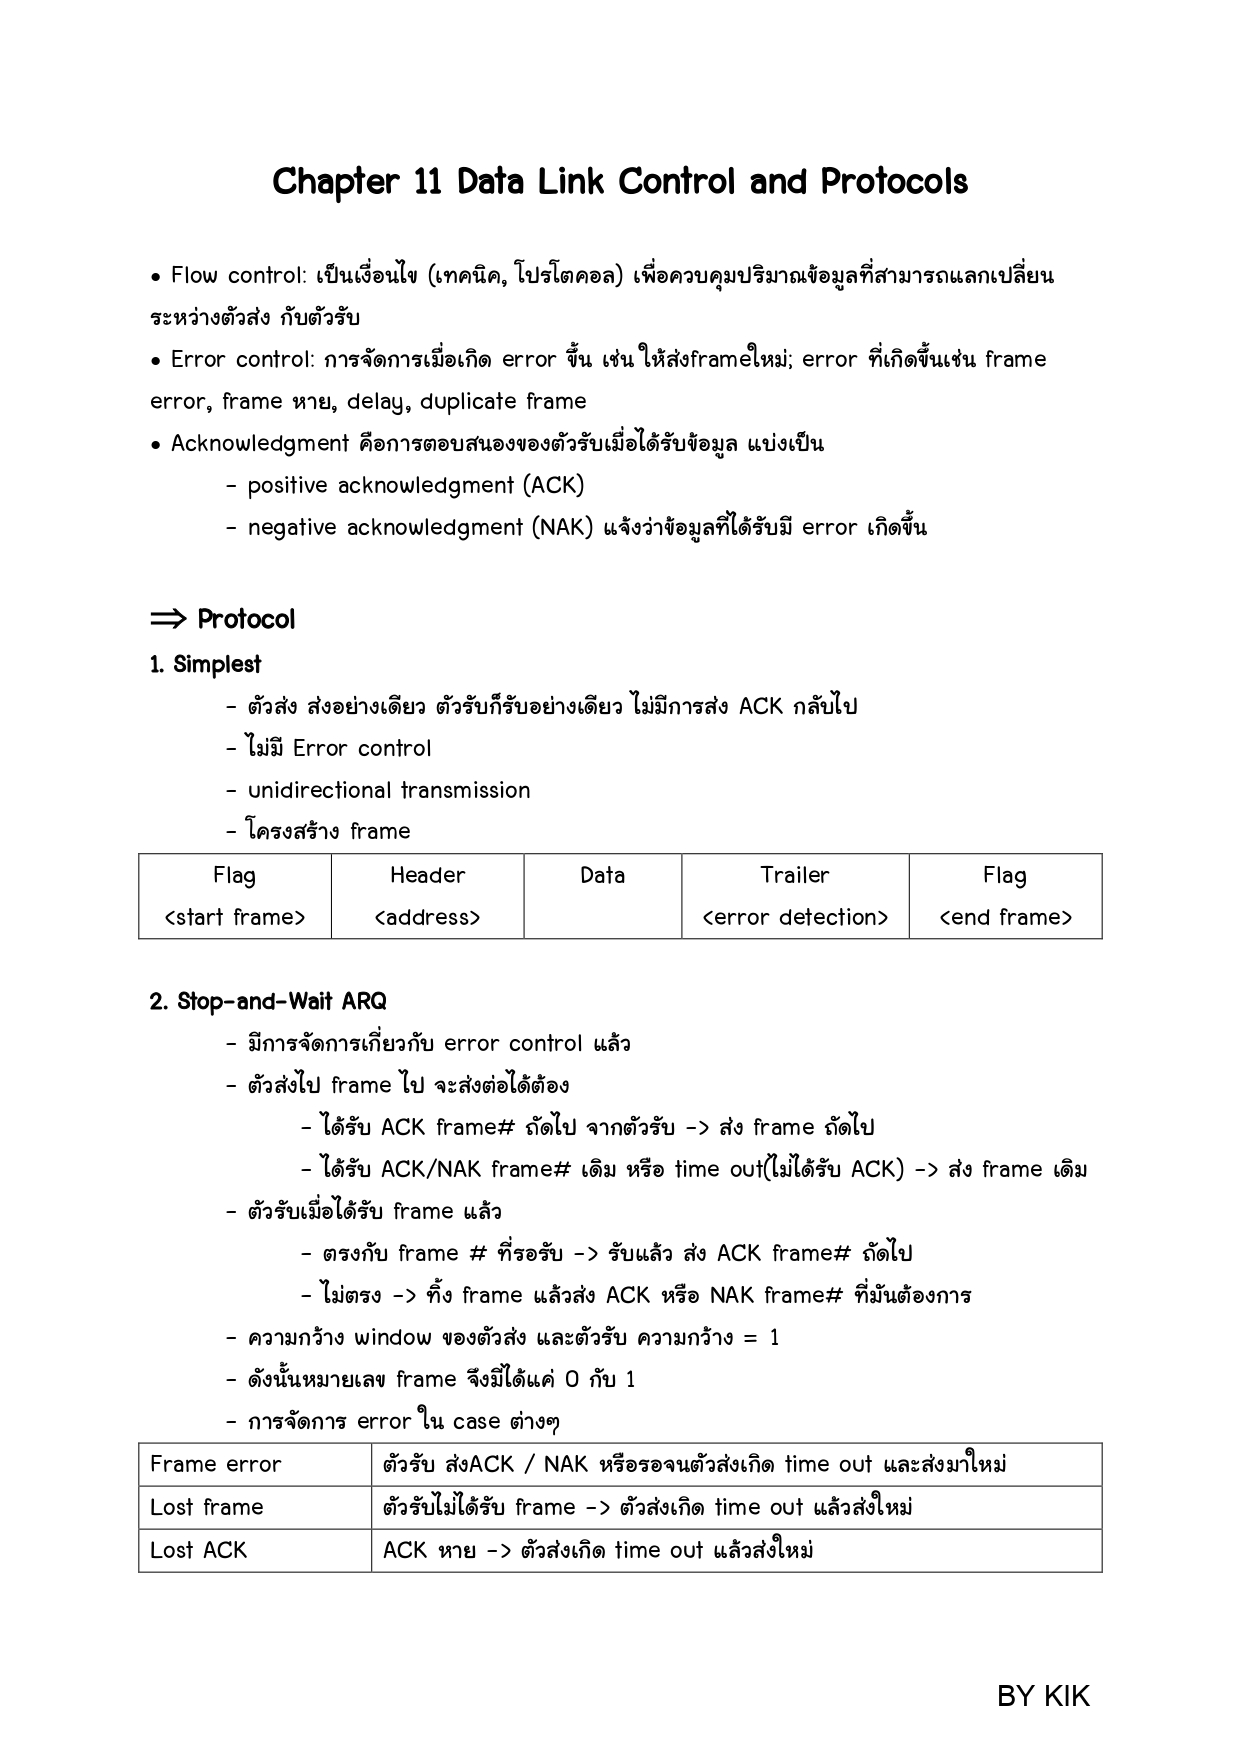 Chapter 11 Data Link Control and Protocols
• Flow control: เป็นเงื่อนไข (เทคนิค, โปรโตคอล) เพื่อควบคุมปริมาณข้อมูลที่สามารถแลกเปลี่ยน
ระหว่างตัวส่ง กับตัวรับ
• Error control: การจัดการเมื่อเกิด error ขึ้น เช่น ให้ส่งframeใหม่; error ที่เกิดขึ้นเช่น frame
error, frame หาย, delay, duplicate frame
• Acknowledgment คือการตอบสนองของตัวรับเมื่อได้รับข้อมูล แบ่งเป็น
- positive acknowledgment (ACK)
- negative acknowledgment (NAK) แจ้งว่าข้อมูลที่ได้รับมี error เกิดขึ้น
⇒ Protocol
1. Simplest
- ตัวส่ง ส่งอย่างเดียว ตัวรับก็รับอย่างเดียว ไม่มีการส่ง ACK กลับไป
- ไม่มี Error control
- unidirectional transmission
- โครงสร้าง frame
Flag Header Data Trailer Flag
<start frame> <address> <error detection> <end frame>
2. Stop-and-Wait ARQ
- มีการจัดการเกี่ยวกับ error control แล้ว
- ตัวส่งไป frame ไป จะส่งต่อได้ต้อง
- ได้รับ ACK frame# ถัดไป จากตัวรับ -> ส่ง frame ถัดไป
- ได้รับ ACK/NAK frame# เดิม หรือ time out(ไม่ได้รับ ACK) -> ส่ง frame เดิม
- ตัวรับเมื่อได้รับ frame แล้ว
- ตรงกับ frame # ที่รอรับ -> รับแล้ว ส่ง ACK frame# ถัดไป
- ไม่ตรง -> ทิ้ง frame แล้วส่ง ACK หรือ NAK frame# ที่มันต้องการ
- ความกว้าง window ของตัวส่ง และตัวรับ ความกว้าง = 1
- ดังนั้นหมายเลข frame จึงมีได้แค่ 0 กับ 1
- การจัดการ error ใน case ต่างๆ
Frame error ตัวรับ ส่งACK / NAK หรือรอจนตัวส่งเกิด time out และส่งมาใหม่
Lost frame ตัวรับไม่ได้รับ frame -> ตัวส่งเกิด time out แล้วส่งใหม่
Lost ACK ACK หาย -> ตัวส่งเกิด time out แล้วส่งใหม่
BY KIK